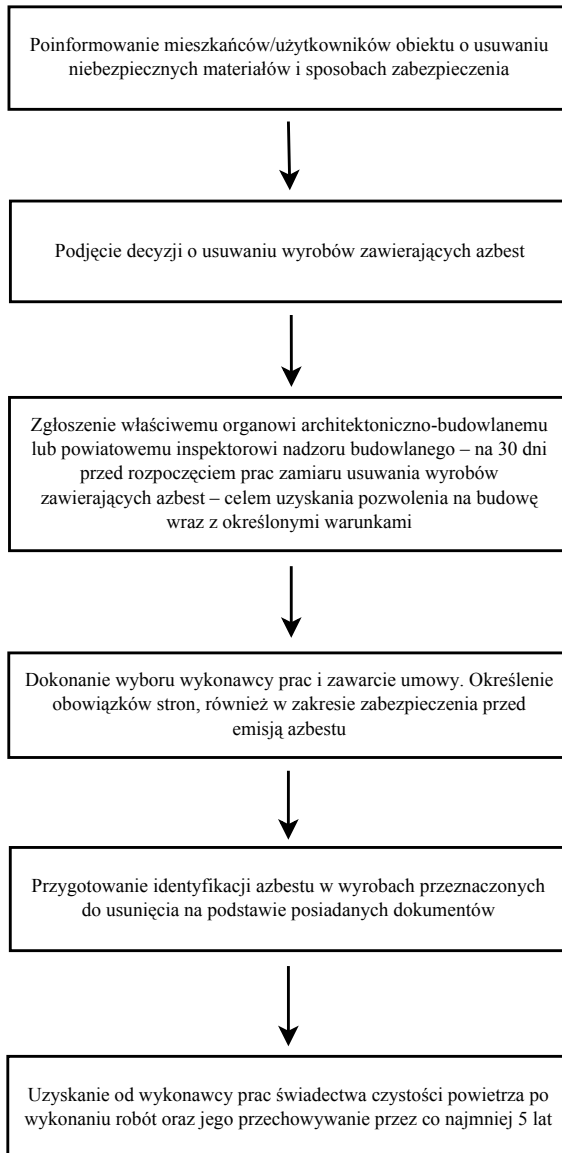 Poinformowanie mieszkańców/użytkowników obiektu o usuwaniu
niebezpiecznych materiałów i sposobach zabezpieczenia
Podjęcie decyzji o usuwaniu wyrobów zawierających azbest
Zgłoszenie właściwemu organowi architektoniczno-budowlanemu
lub powiatowemu inspektorowi nadzoru budowlanego – na 30 dni
przed rozpoczęciem prac zamiaru usuwania wyrobów
zawierających azbest – celem uzyskania pozwolenia na budowę
wraz z określonymi warunkami
Dokonanie wyboru wykonawcy prac i zawarcie umowy. Określenie
obowiązków stron, również w zakresie zabezpieczenia przed
emisją azbestu
Przygotowanie identyfikacji azbestu w wyrobach przeznaczonych
do usunięcia na podstawie posiadanych dokumentów
Uzyskanie od wykonawcy prac świadectwa czystości powietrza po
wykonaniu robót oraz jego przechowywanie przez co najmniej 5 lat